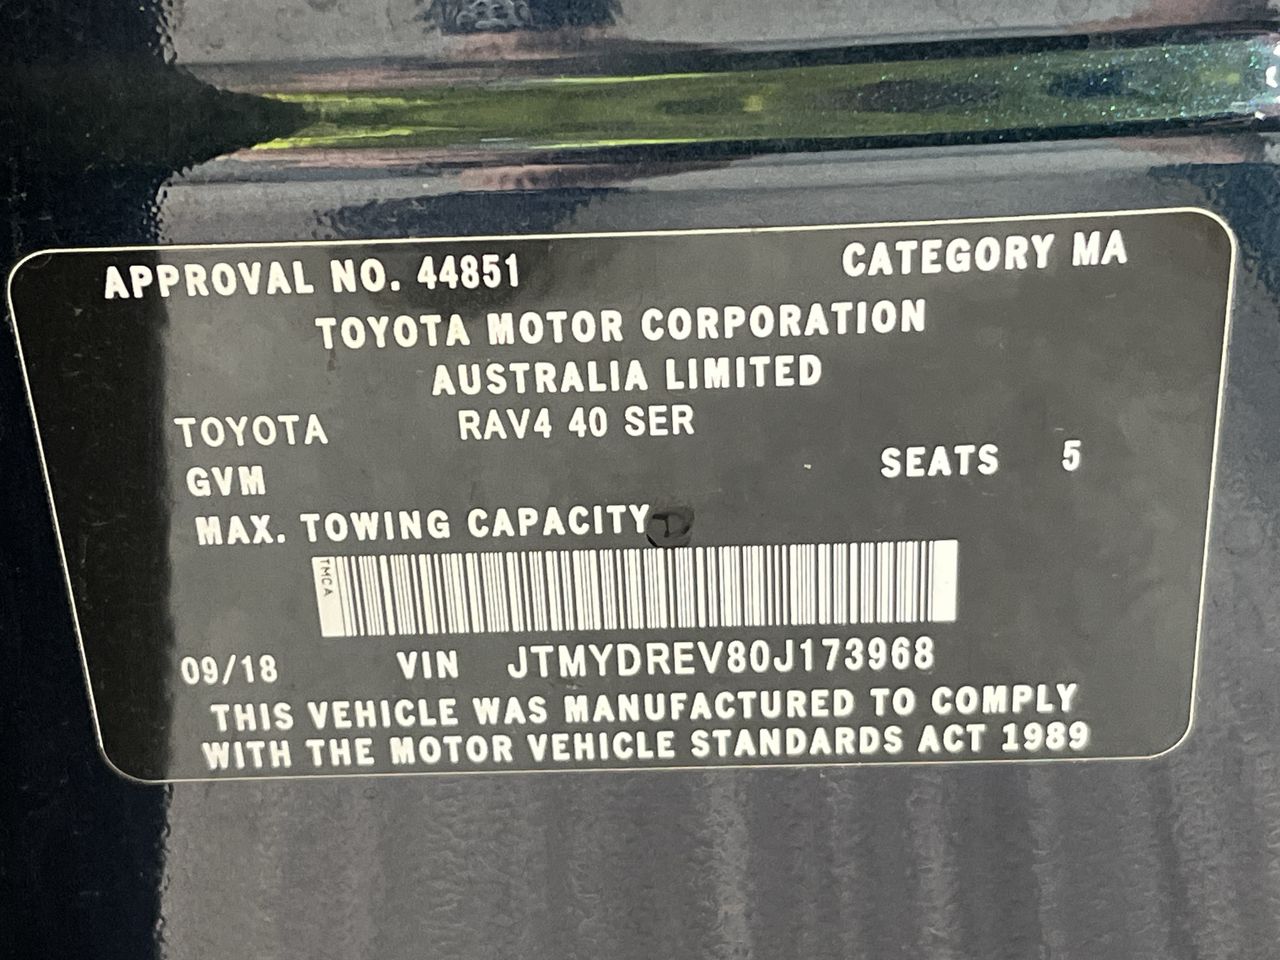 APPROVAL NO. 44851 CATEGORY MA
TOYOTA MOTOR CORPORATION
AUSTRALIA LIMITED
TOYOTA RAV4 40 SER
GVM SEATS 5
MAX. TOWING CAPACITY
TMCA
09/18 VIN JTMYDREV80J173968
THIS VEHICLE WAS MANUFACTURED TO COMPLY
WITH THE MOTOR VEHICLE STANDARDS ACT 1989